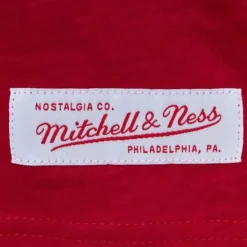 NOSTALGIA CO.
Mitchell & Ness
PHILADELPHIA, PA.